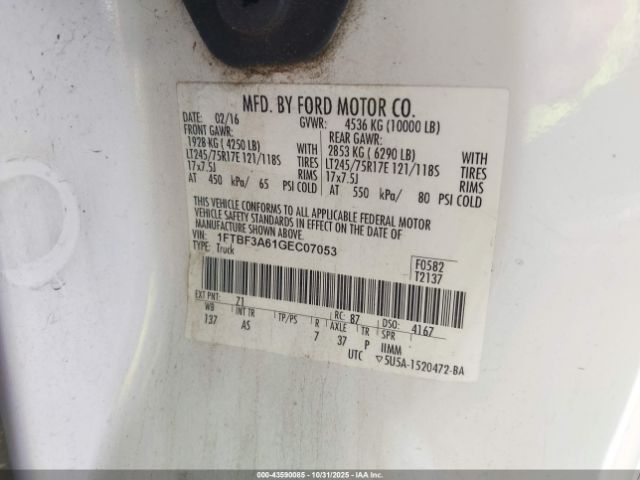 MFD. BY FORD MOTOR CO.
DATE: 02/16 GVWR: 4536 KG (10000 LB)
FRONT GAWR: REAR GAWR:
1928 KG ( 4250 LB) WITH 2853 KG ( 6290 LB) WITH
LT245/75R17E 121/118S TIRES LT245/75R17E 121/118S TIRES
17x7.5J RIMS 17x7.5J RIMS
AT 450 kPa/ 65 PSI COLD AT 550 kPa/ 80 PSI COLD
THIS VEHICLE CONFORMS TO ALL APPLICABLE FEDERAL MOTOR
VEHICLE SAFETY STANDARDS IN EFFECT ON THE DATE OF
MANUFACTURE SHOWN ABOVE.
VIN: 1FTBF3A61GEC07053
TYPE: Truck
F0582
T2137
EXT PNT: Z1 RC: B7 DSO: 4167
WB INT TR TP/PS R AXLE TR SPR
137 AS 7 37 P IIMM
UTC ▽5U5A-1520472-BA
000-43590085 - 10/31/2025 - IAA Inc.